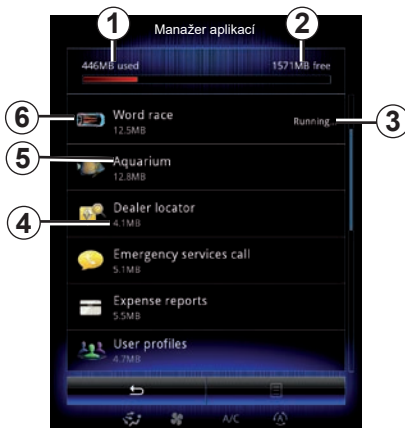 1
2
Manažer aplikací
446MB used
1571MB free
6
Word race
Running...
3
12.5MB
5
Aquarium
12.8MB
Dealer locator
4
4.1MB
Emergency services call
5.1MB
Expense reports
5.5MB
User profiles
4.7MB
A/C
A